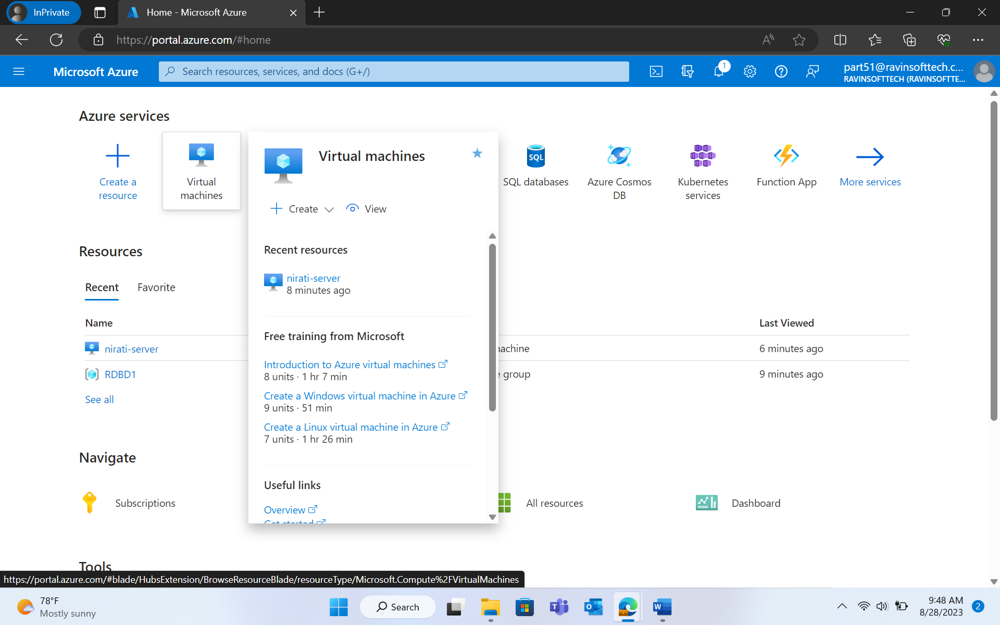 InPrivate
Home - Microsoft Azure
https://portal.azure.com/#home
Microsoft Azure
Search resources, services, and docs (G+/)
1
part51@ravinsofttech.c...
RAVINSOFTTECH (RAVINSOFTTE...
Azure services
Create a
resource
Virtual
machines
Virtual machines
Create
View
SQL
SQL databases
Azure Cosmos
DB
Kubernetes
services
Function App
More services
Recent resources
nirati-server
8 minutes ago
Free training from Microsoft
Introduction to Azure virtual machines
8 units · 1 hr 7 min
Create a Windows virtual machine in Azure
9 units · 51 min
Create a Linux virtual machine in Azure
7 units · 1 hr 26 min
Useful links
Overview
Get started
Resources
Recent
Favorite
Name
Last Viewed
nirati-server
machine
6 minutes ago
RDBD1
e group
9 minutes ago
See all
Navigate
Subscriptions
All resources
Dashboard
Tools
https://portal.azure.com/#blade/HubsExtension/BrowseResourceBlade/resourceType/Microsoft.Compute%2FVirtualMachines
78°F
Mostly sunny
Search
9:48 AM
8/28/2023
2